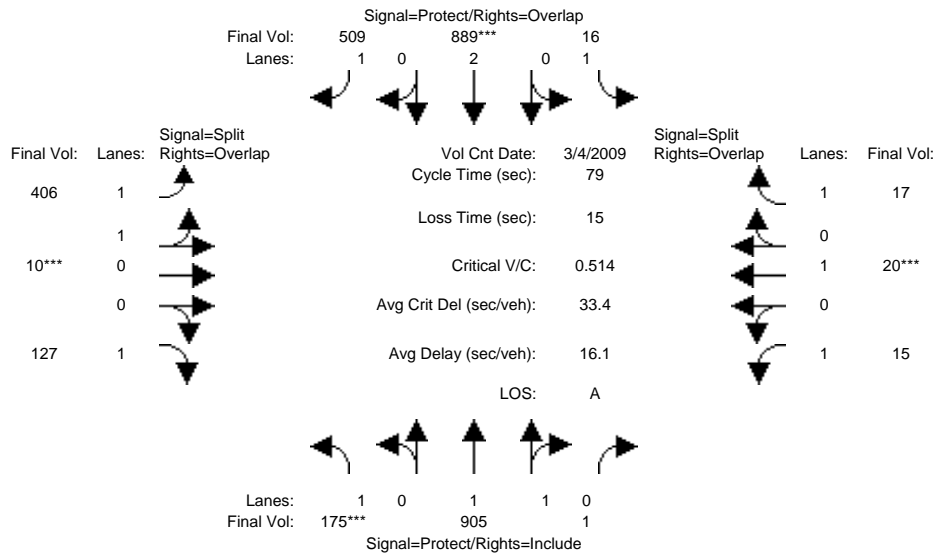 Signal=Protect/Rights=Overlap
Final Vol: 509 889*** 16
Lanes: 1 0 2 0 1
Signal=Split Signal=Split
Final Vol: Lanes: Rights=Overlap Vol Cnt Date: 3/4/2009 Rights=Overlap Lanes: Final Vol:
Cycle Time (sec): 79
406 1 1 17
Loss Time (sec): 15
1 0
10*** 0 Critical V/C: 0.514 1 20***
0 Avg Crit Del (sec/veh): 33.4 0
127 1 Avg Delay (sec/veh): 16.1 1 15
LOS: A
Lanes: 1 0 1 1 0
Final Vol: 175*** 905 1
Signal=Protect/Rights=Include